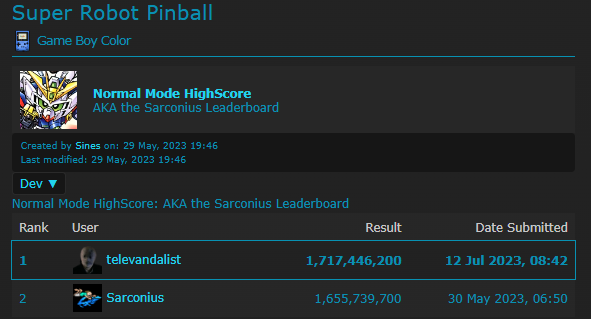 Super Robot Pinball
Game Boy Color
Normal Mode HighScore
AKA the Sarconius Leaderboard
Created by Sines on: 29 May, 2023 19:46
Last modified: 29 May, 2023 19:46
Dev ▼
Normal Mode HighScore: AKA the Sarconius Leaderboard
Rank User Result Date Submitted
1 televandalist 1,717,446,200 12 Jul 2023, 08:42
2 Sarconius 1,655,739,700 30 May 2023, 06:50